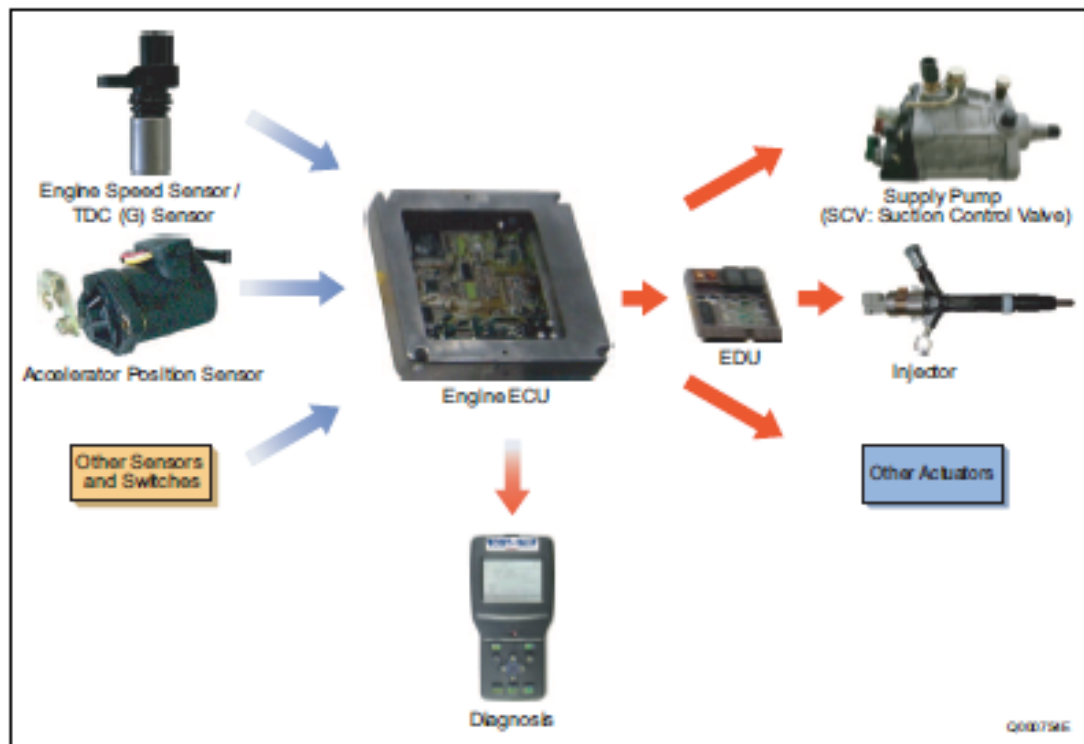 Engine Speed Sensor /
TDC (G) Sensor
Supply Pump
(SCV: Suction Control Valve)
Accelerator Position Sensor
Engine ECU
EDU
Injector
Other Sensors
and Switches
Other Actuators
Diagnosis